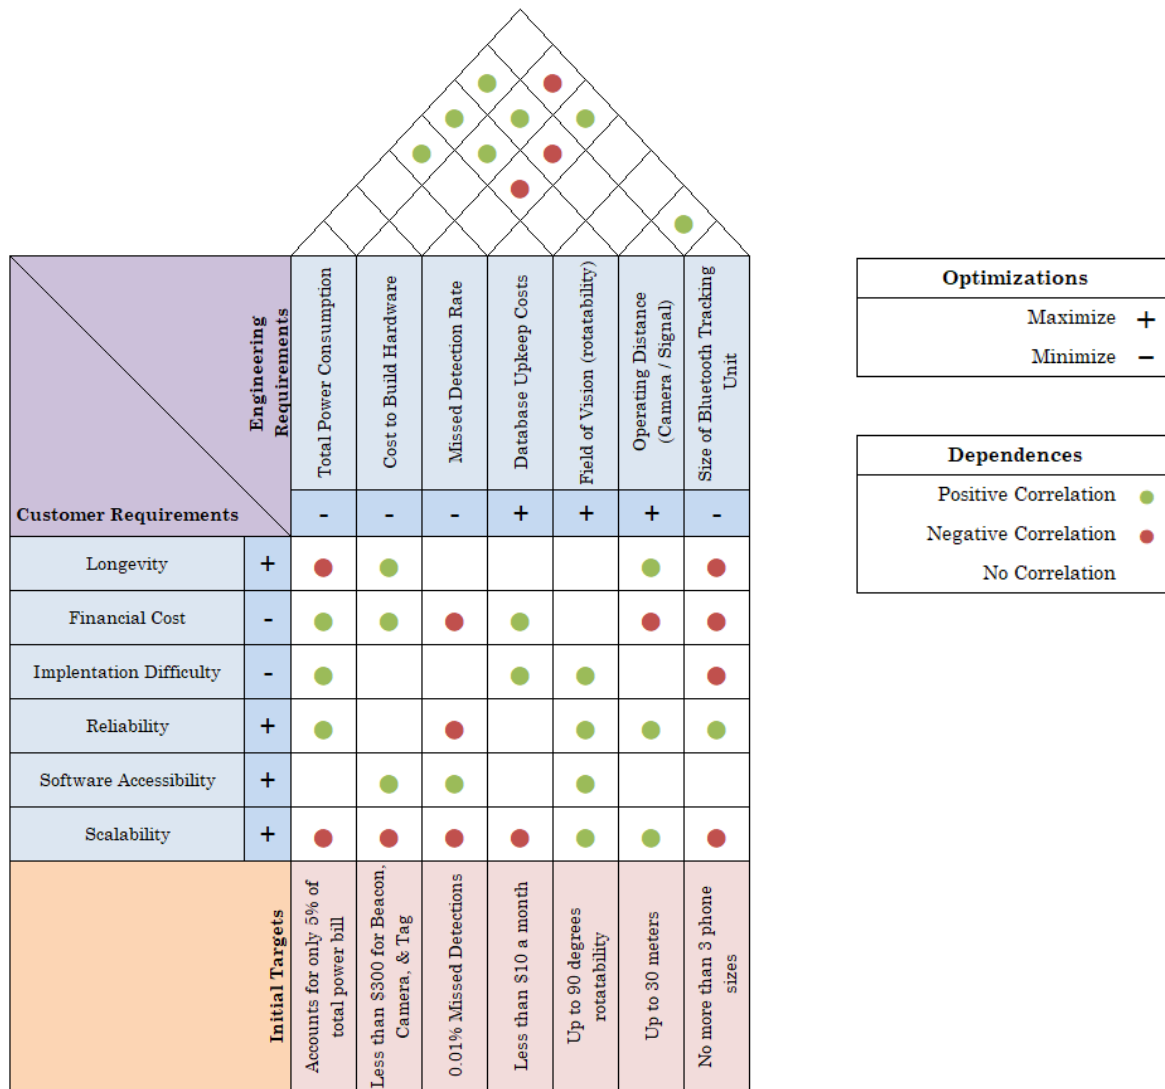 Engineering
Requirements
Customer Requirements
Total Power Consumption
Cost to Build Hardware
Missed Detection Rate
Database Upkeep Costs
Field of Vision (rotatability)
Operating Distance
(Camera / Signal)
Size of Bluetooth Tracking
Unit
- - - + + + -
Longevity +
Financial Cost -
Implentation Difficulty -
Reliability +
Software Accessibility +
Scalability +
Initial Targets
Accounts for only 5% of
total power bill
Less than $300 for Beacon,
Camera, & Tag
0.01% Missed Detections
Less than $10 a month
Up to 90 degrees
rotatability
Up to 30 meters
No more than 3 phone
sizes
Optimizations
Maximize +
Minimize -
Dependences
Positive Correlation
Negative Correlation
No Correlation